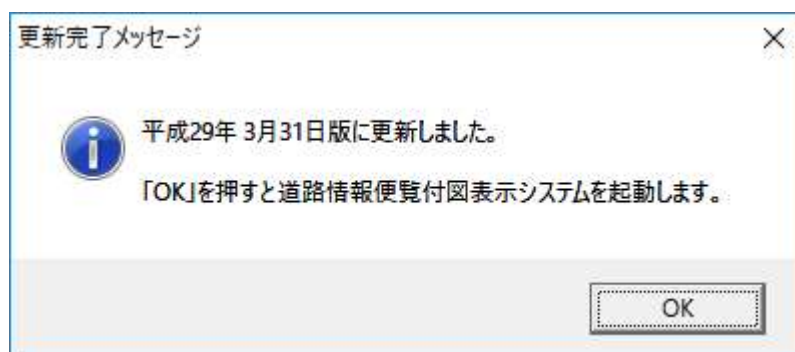 更新完了メッセージ
平成29年 3月31日版に更新しました。
「OK」を押すと道路情報便覧付図表示システムを起動します。
OK